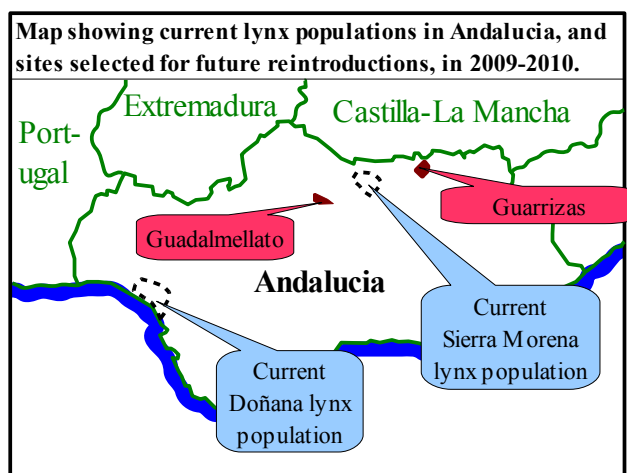 Map showing current lynx populations in Andalucia, and
sites selected for future reintroductions, in 2009-2010.
Extremadura
Castilla-La Mancha
Port-
ugal
Guarrizas
Guadalmellato
Andalucia
Current
Sierra Morena
lynx population
Current
Doñana lynx
population